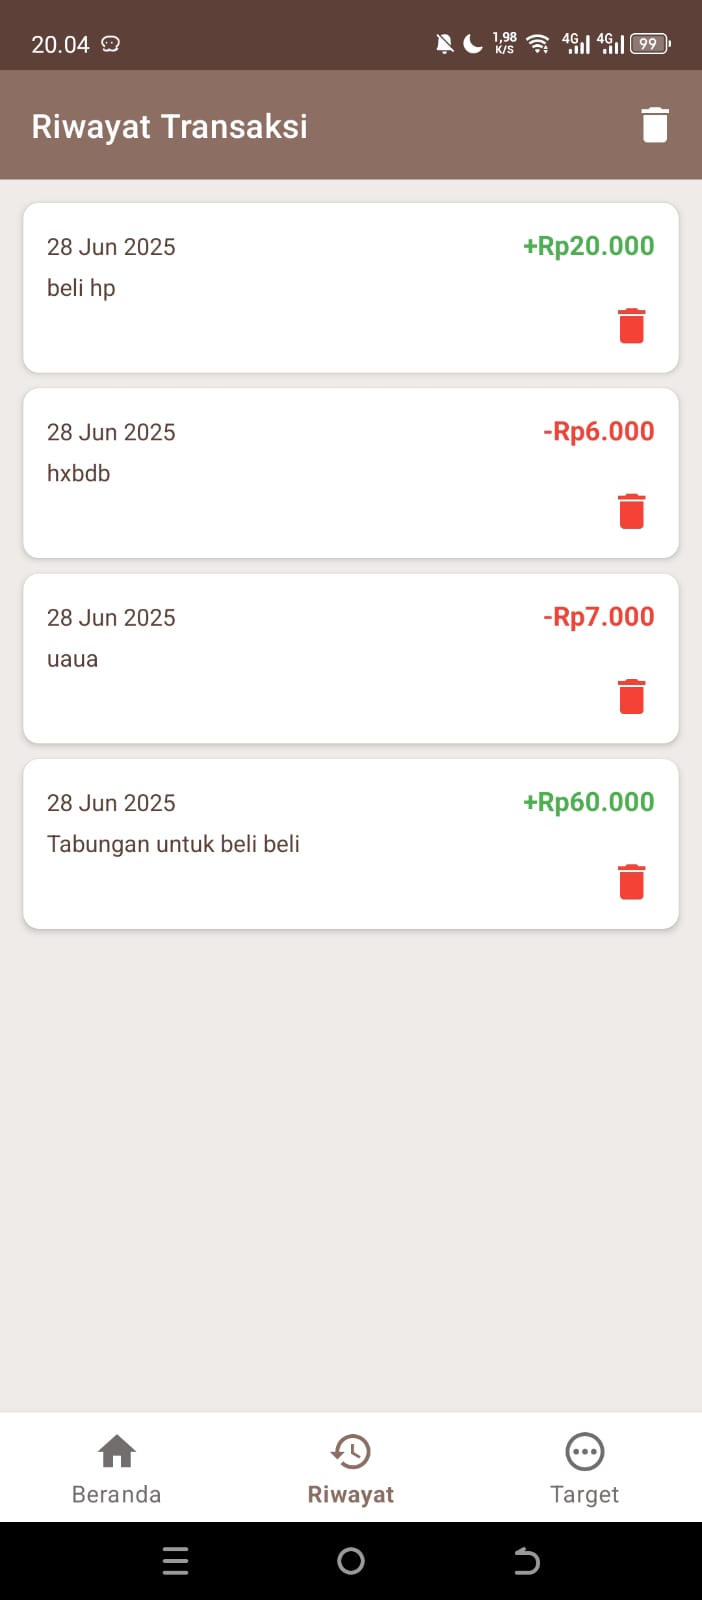 20.04
1,98
K/S
4G
4G
99
Riwayat Transaksi
28 Jun 2025
+Rp20.000
beli hp
28 Jun 2025
-Rp6.000
hxbdb
28 Jun 2025
-Rp7.000
uaua
28 Jun 2025
+Rp60.000
Tabungan untuk beli beli
Beranda
Riwayat
Target